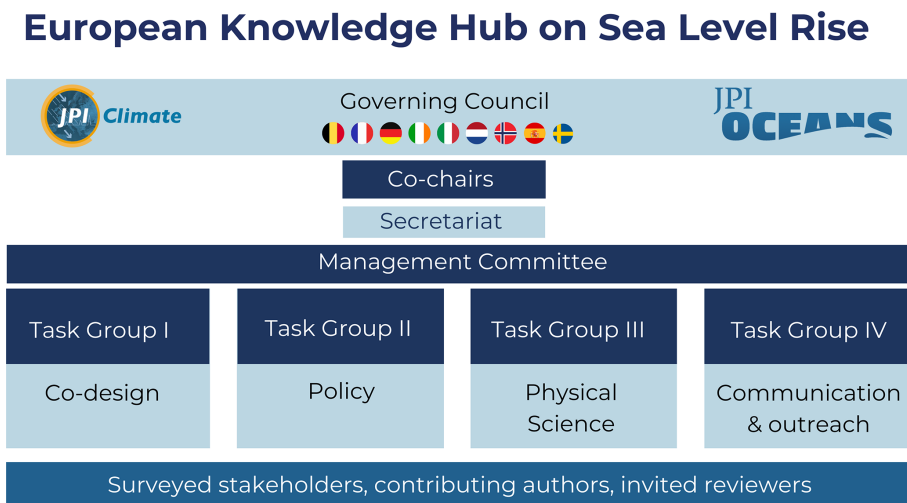 European Knowledge Hub on Sea Level Rise
JPI Climate
Governing Council
JPI
OCEANS
Co-chairs
Secretariat
Management Committee
Task Group I
Task Group II
Task Group III
Task Group IV
Co-design
Policy
Physical
Science
Communication
& outreach
Surveyed stakeholders, contributing authors, invited reviewers